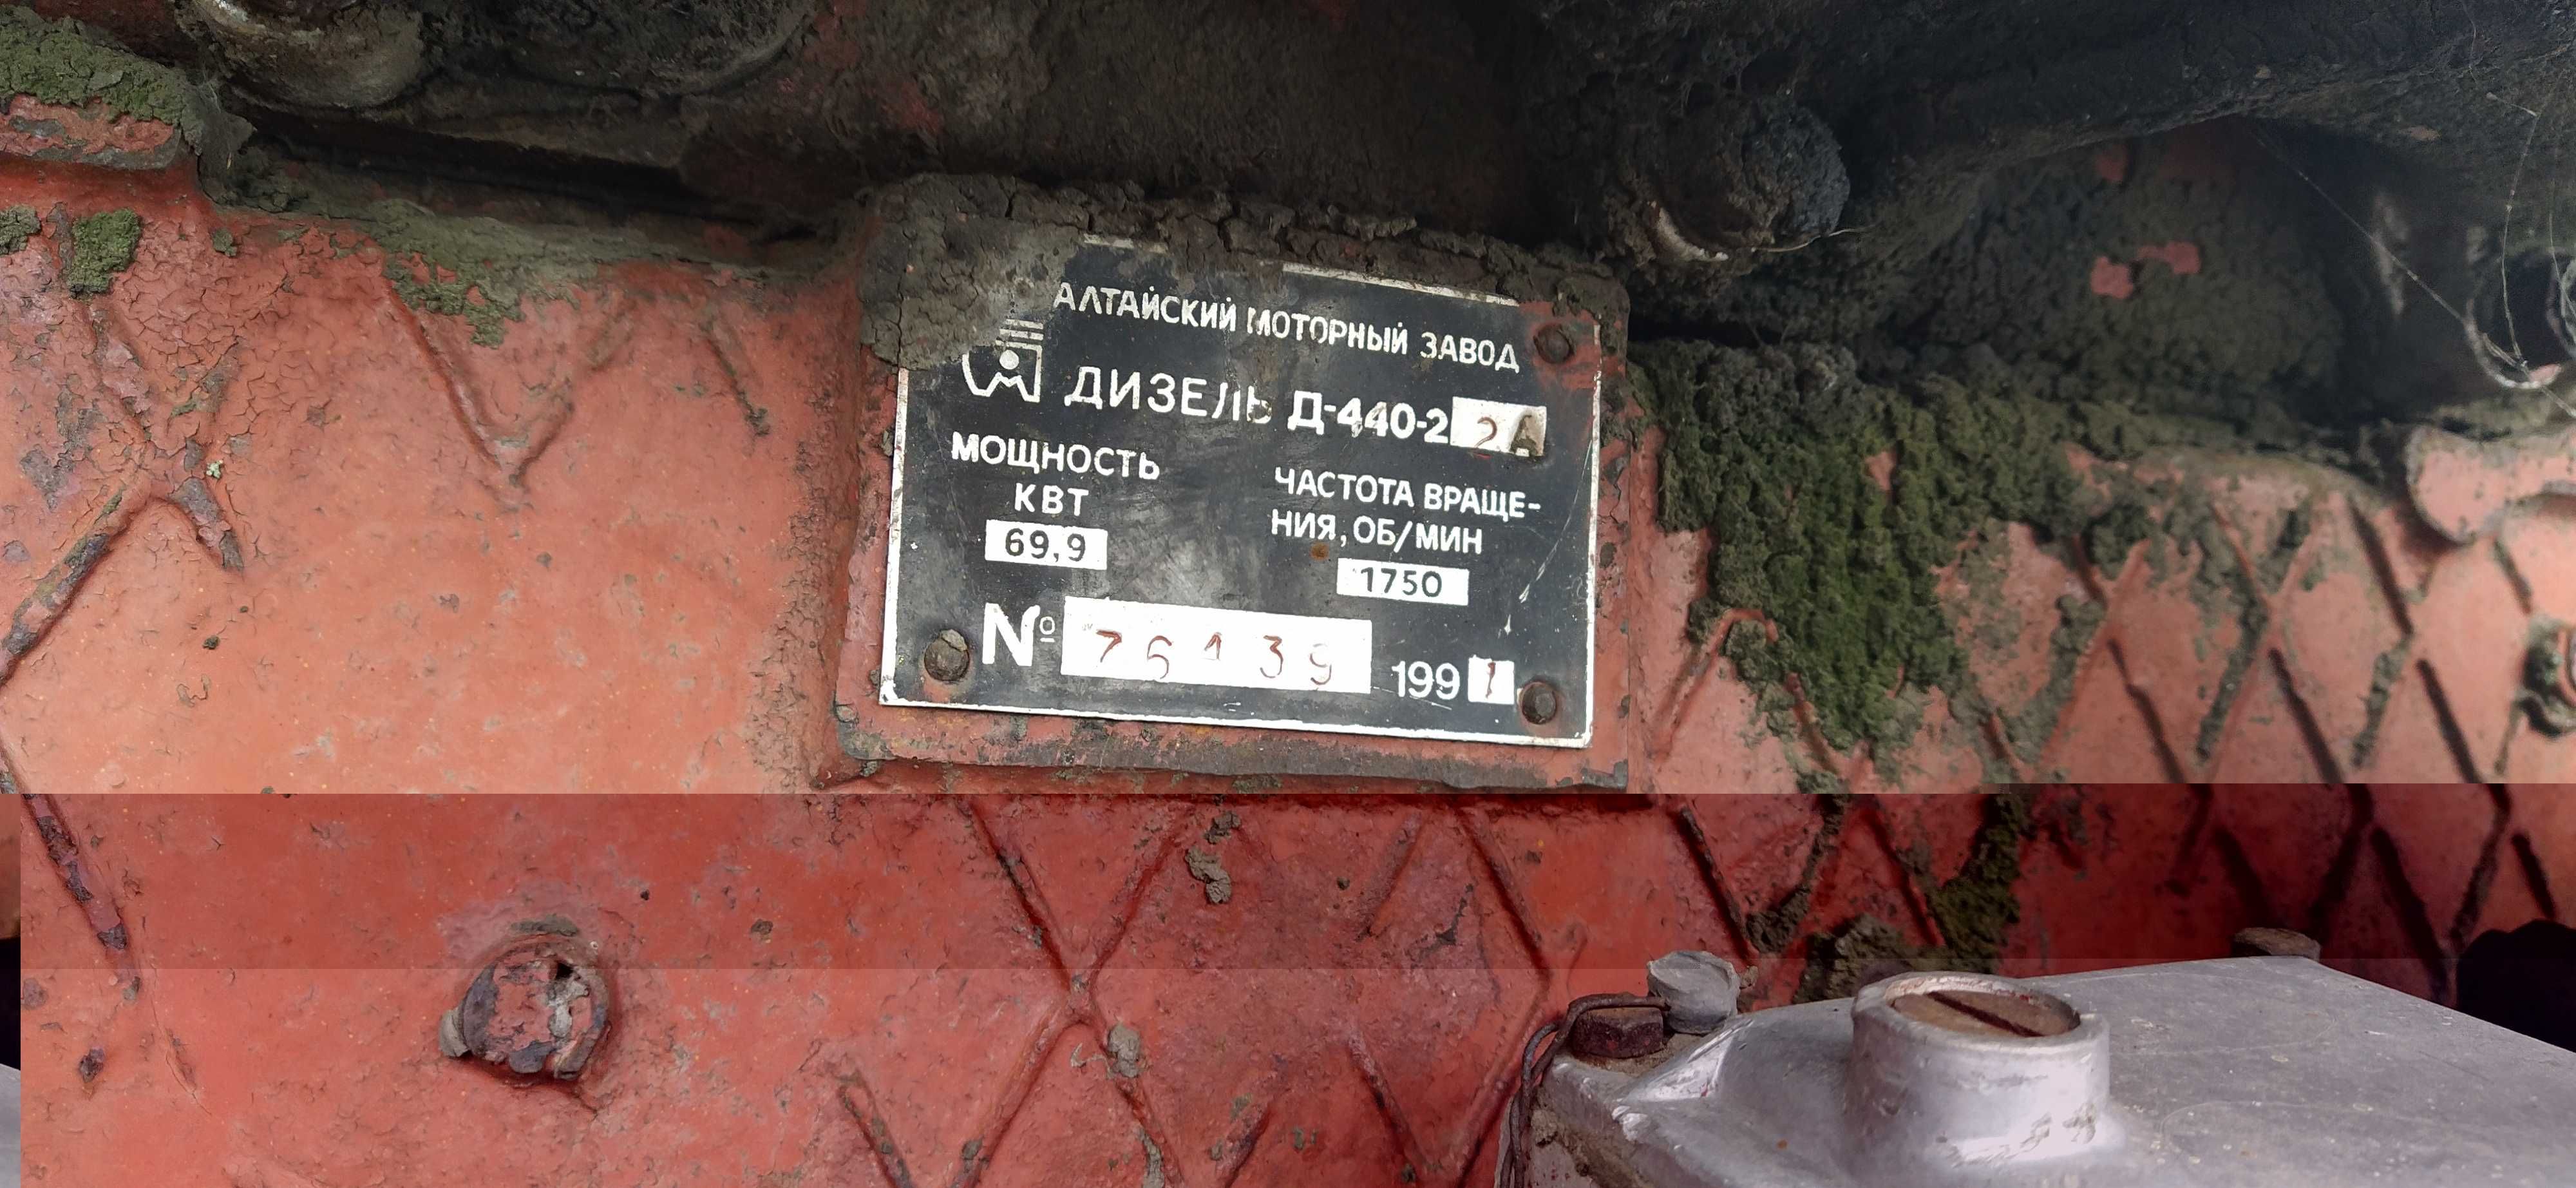 АЛТАЙСКИЙ МОТОРНЫЙ ЗАВОД
ДИЗЕЛЬ Д-440-2 2А
МОЩНОСТЬ
КВТ
69,9
ЧАСТОТА ВРАЩЕ-
НИЯ, ОБ/МИН
1750
№ 76139 1991